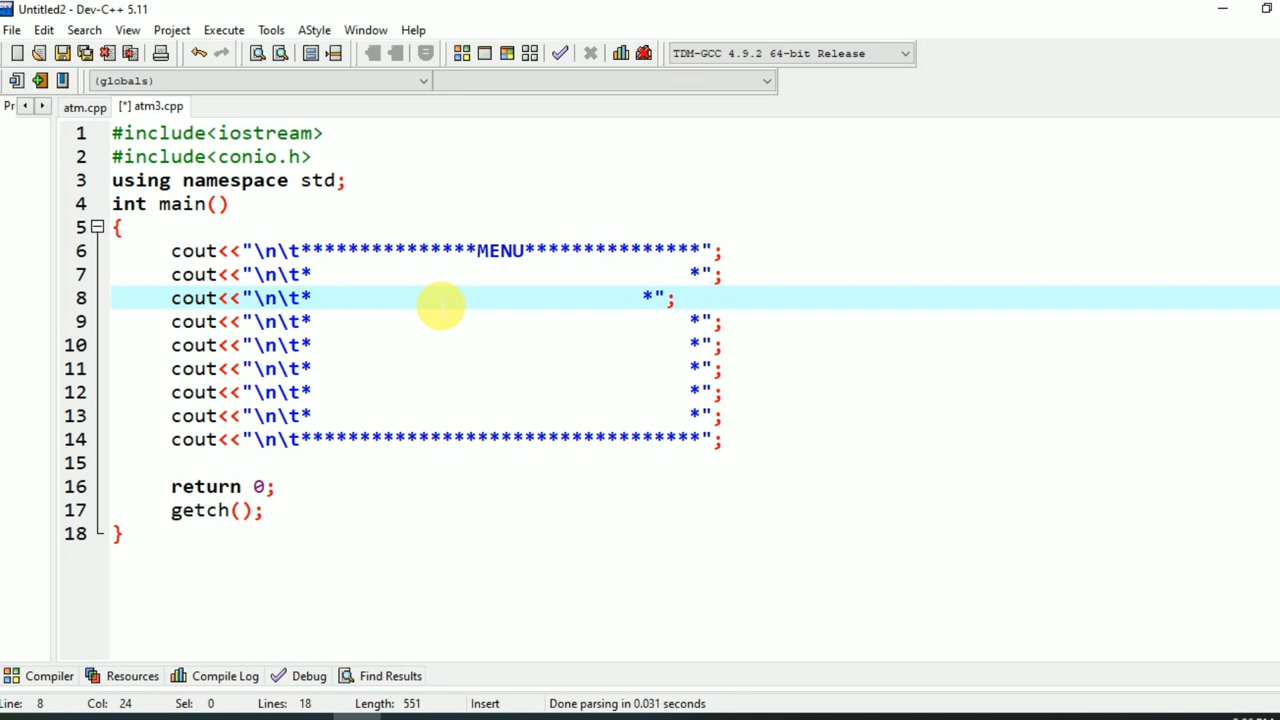 Untitled2 - Dev-C++ 5.11
File Edit Search View Project Execute Tools AStyle Window Help
TDM-GCC 4.9.2 64-bit Release
(globals)
Pr atm.cpp [*] atm3.cpp
1 #include<iostream>
2 #include<conio.h>
3 using namespace std;
4 int main()
5 {
6 cout<<"\n\t***************MENU***************";
7 cout<<"\n\t*                                *";
8 cout<<"\n\t*                            *";
9 cout<<"\n\t*                                *";
10 cout<<"\n\t*                                *";
11 cout<<"\n\t*                                *";
12 cout<<"\n\t*                                *";
13 cout<<"\n\t*                                *";
14 cout<<"\n\t**********************************";
15
16 return 0;
17 getch();
18 }
Compiler Resources Compile Log Debug Find Results
Line: 8 Col: 24 Sel: 0 Lines: 18 Length: 551 Insert Done parsing in 0.031 seconds